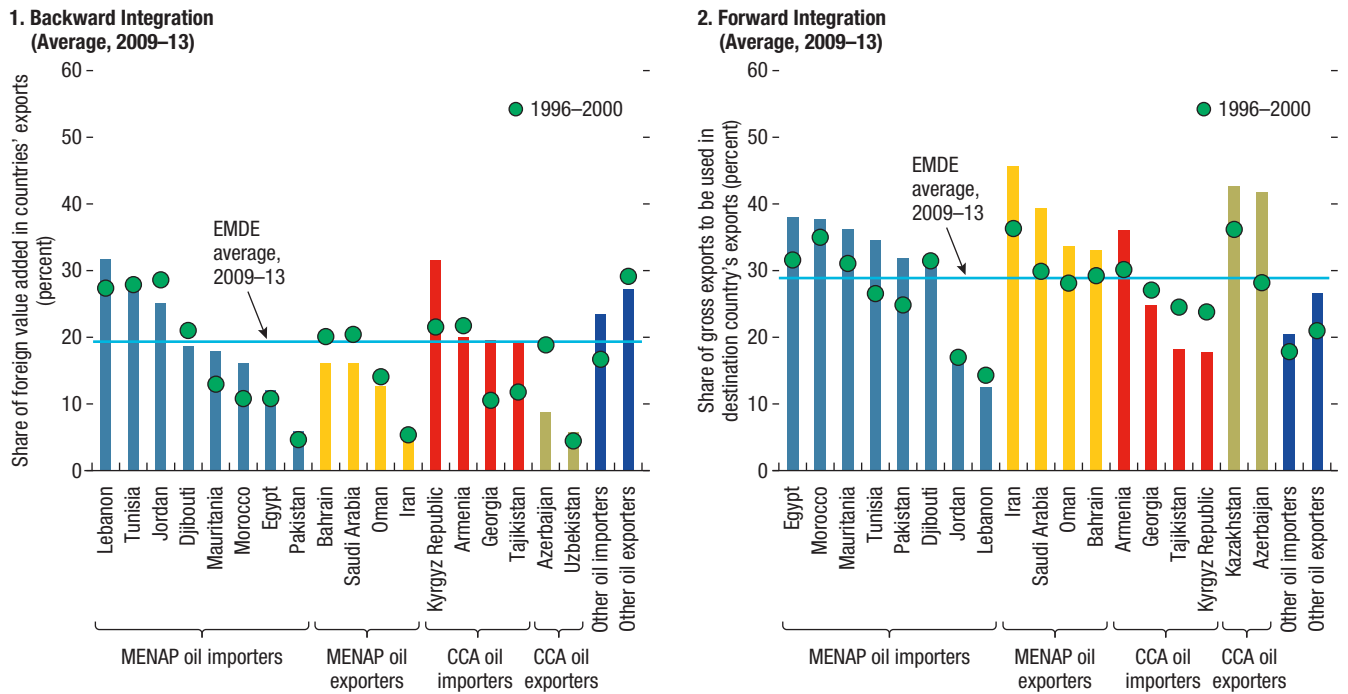 1. Backward Integration
(Average, 2009–13)
Share of foreign value added in countries' exports
(percent)
60
50
40
30
20
10
0
1996–2000
EMDE
average,
2009–13
Lebanon
Tunisia
Jordan
Djibouti
Mauritania
Morocco
Egypt
Pakistan
Bahrain
Saudi Arabia
Oman
Iran
Kyrgyz Republic
Armenia
Georgia
Tajikistan
Azerbaijan
Uzbekistan
Other oil importers
Other oil exporters
MENAP oil importers
MENAP oil
exporters
CCA oil
importers
CCA oil
exporters
2. Forward Integration
(Average, 2009–13)
Share of gross exports to be used in
destination country's exports (percent)
60
50
40
30
20
10
0
1996–2000
EMDE
average,
2009–13
Egypt
Morocco
Mauritania
Tunisia
Pakistan
Djibouti
Jordan
Lebanon
Iran
Saudi Arabia
Oman
Bahrain
Armenia
Georgia
Tajikistan
Kyrgyz Republic
Kazakhstan
Azerbaijan
Other oil importers
Other oil exporters
MENAP oil importers
MENAP oil
exporters
CCA oil
importers
CCA oil
exporters